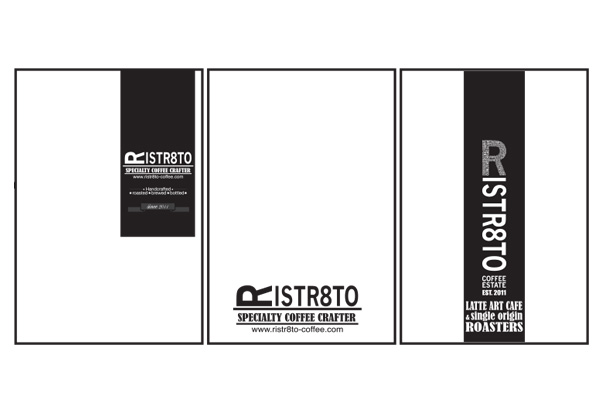 RISTR8TO
SPECIALTY COFFEE CRAFTER
www.ristr8to-coffee.com
• Handcrafted •
• roasted • brewed • bottled •
since 2011
RISTR8TO
SPECIALTY COFFEE CRAFTER
www.ristr8to-coffee.com
RISTR8TO
COFFEE
ESTATE
EST. 2011
LATTE ART CAFE
& single origin
ROASTERS